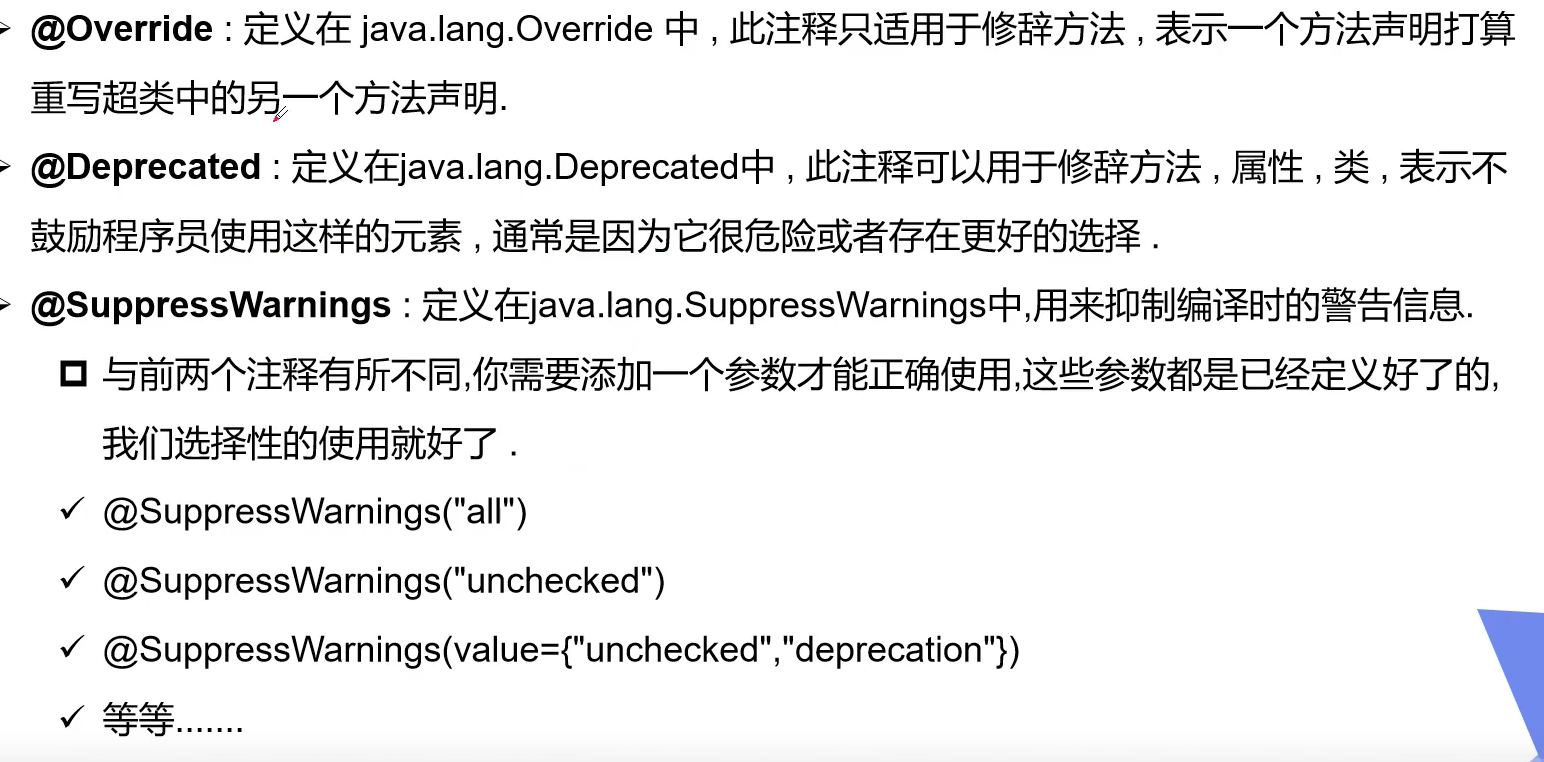 @Override : 定义在 java.lang.Override 中 , 此注释只适用于修辞方法 , 表示一个方法声明打算
重写超类中的另一个方法声明.
@Deprecated : 定义在java.lang.Deprecated中 , 此注释可以用于修辞方法 , 属性 , 类 , 表示不
鼓励程序员使用这样的元素 , 通常是因为它很危险或者存在更好的选择 .
@SuppressWarnings : 定义在java.lang.SuppressWarnings中,用来抑制编译时的警告信息.
与前两个注释有所不同,你需要添加一个参数才能正确使用,这些参数都是已经定义好了的,
我们选择性的使用就好了 .
@SuppressWarnings("all")
@SuppressWarnings("unchecked")
@SuppressWarnings(value={"unchecked","deprecation"})
等等.......